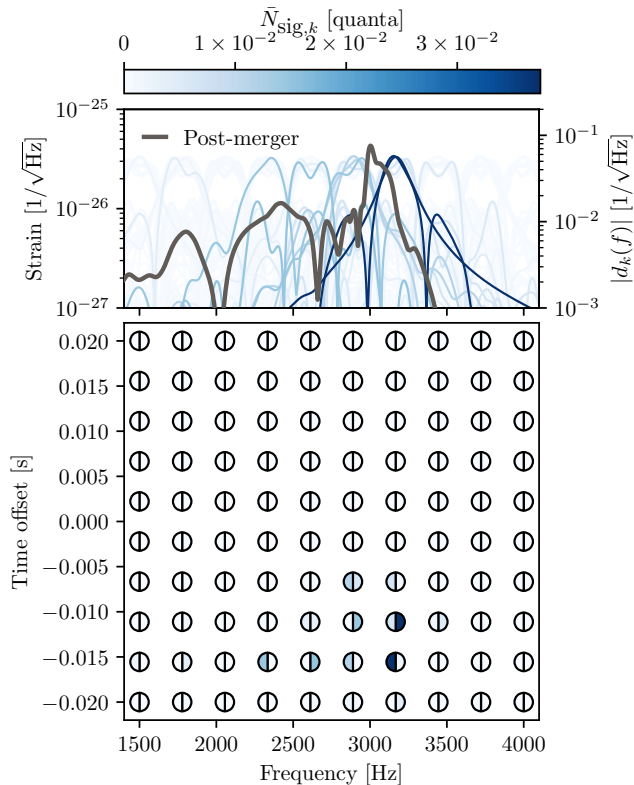 N̄sig,k [quanta]
0 1 × 10⁻² 2 × 10⁻² 3 × 10⁻²
10⁻²⁵
10⁻²⁶
10⁻²⁷
Strain [1/√Hz]
Post-merger
10⁻¹
10⁻²
10⁻³
|d_k(f)| [1/√Hz]
0.020
0.015
0.010
0.005
0.000
−0.005
−0.010
−0.015
−0.020
Time offset [s]
1500 2000 2500 3000 3500 4000
Frequency [Hz]